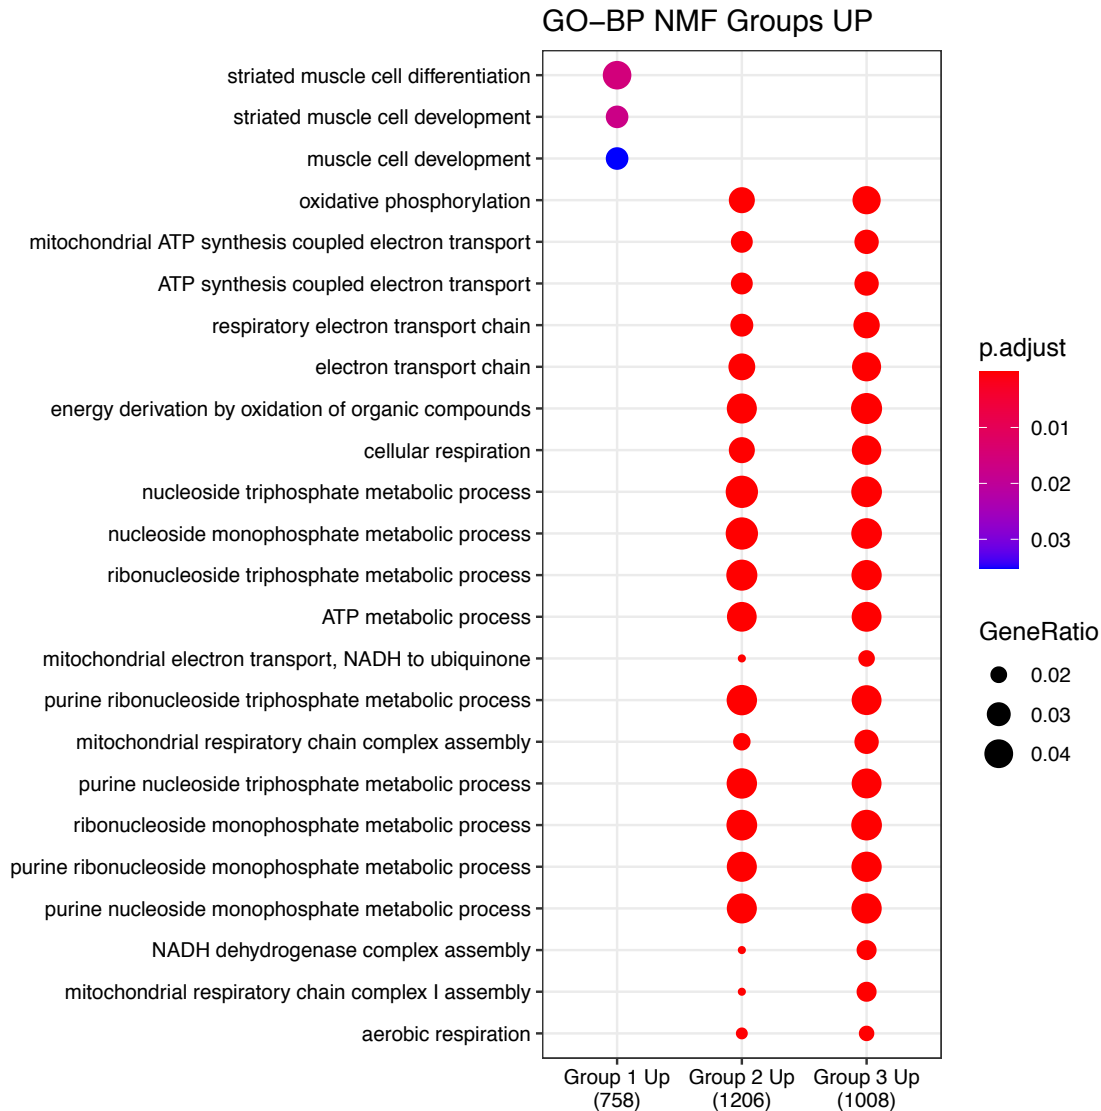 GO−BP NMF Groups UP
striated muscle cell differentiation
striated muscle cell development
muscle cell development
oxidative phosphorylation
mitochondrial ATP synthesis coupled electron transport
ATP synthesis coupled electron transport
respiratory electron transport chain
electron transport chain
energy derivation by oxidation of organic compounds
cellular respiration
nucleoside triphosphate metabolic process
nucleoside monophosphate metabolic process
ribonucleoside triphosphate metabolic process
ATP metabolic process
mitochondrial electron transport, NADH to ubiquinone
purine ribonucleoside triphosphate metabolic process
mitochondrial respiratory chain complex assembly
purine nucleoside triphosphate metabolic process
ribonucleoside monophosphate metabolic process
purine ribonucleoside monophosphate metabolic process
purine nucleoside monophosphate metabolic process
NADH dehydrogenase complex assembly
mitochondrial respiratory chain complex I assembly
aerobic respiration
Group 1 Up
(758)
Group 2 Up
(1206)
Group 3 Up
(1008)
p.adjust
0.01
0.02
0.03
GeneRatio
0.02
0.03
0.04